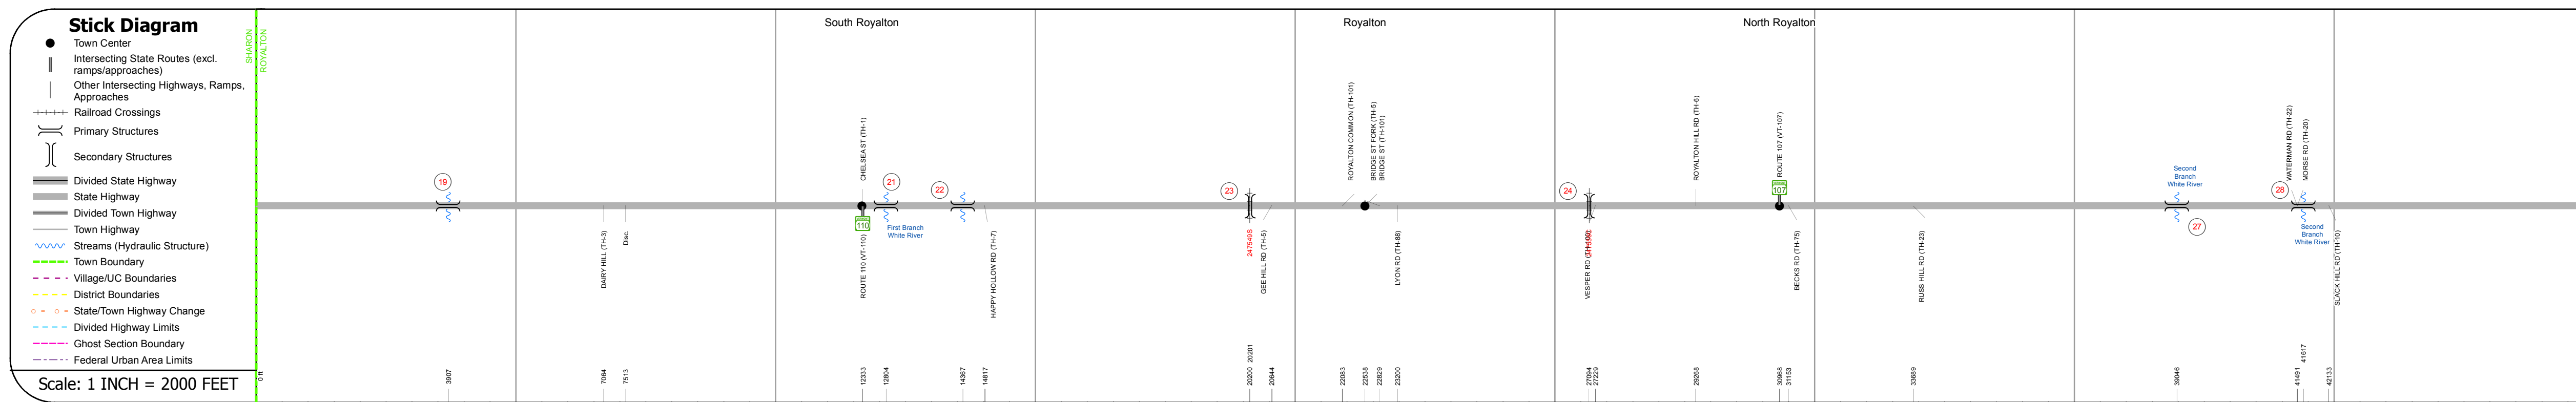 Stick Diagram
Town Center
Intersecting State Routes (excl.
ramps/approaches)
Other Intersecting Highways, Ramps,
Approaches
Railroad Crossings
Primary Structures
Secondary Structures
Divided State Highway
State Highway
Divided Town Highway
Town Highway
Streams (Hydraulic Structure)
Town Boundary
Village/UC Boundaries
District Boundaries
State/Town Highway Change
Divided Highway Limits
Ghost Section Boundary
Federal Urban Area Limits
Scale: 1 INCH = 2000 FEET
SHARON
ROYALTON
South Royalton
Royalton
North Royalton
CHELSEA ST (TH-1)
ROYALTON COMMON (TH-101)
BRIDGE ST FORK (TH-5)
BRIDGE ST (TH-101)
ROYALTON HILL RD (TH-6)
ROUTE 107 (VT-107)
WATERMAN RD (TH-22)
MORSE RD (TH-20)
19
21
22
23
24
107
Second
Branch
White River
28
110
First Branch
White River
27
Second
Branch
White River
DAIRY HILL (TH-3)
Disc.
ROUTE 110 (VT-110)
HAPPY HOLLOW RD (TH-7)
247549S
GEE HILL RD (TH-5)
LYON RD (TH-88)
VESPER RD (TH-106)
BECKS RD (TH-75)
RUSS HILL RD (TH-23)
SLACK HILL RD (TH-10)
0 ft
3907
7064
7513
12333
12804
14367
14817
20200
20201
20644
22083
22538
22829
23200
27094
27229
29268
30968
31153
33689
39046
41491
41617
42133